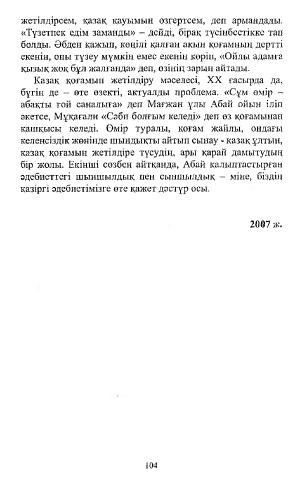 жетілдірсем, қазақ қауымын өзгертсем, деп армандады.
«Түзетпек едім заманды» – дейді, бірақ түсінбестікке тап
болды. Әбден қажып, көңілі қалған ақын қоғамның дертті
екенін, оны түзеу мүмкін емес екенін көріп, «Ойлы адамға
қызық жоқ бұл жалғанда» деп, өзінің зарын айтады.
Қазақ қоғамын жетілдіру мәселесі, ХХ ғасырда да,
бүгін де – өте өзекті, актуалды проблема. «Сұм өмір –
абақты ғой саналыға» деп Мағжан ұлы Абай ойын іліп
әкетсе, Мұқағали «Сәби болғым келеді» деп өз қоғамынан
қашқысы келеді. Өмір туралы, қоғам жайлы, ондағы
келеңсіздік жөнінде шындықты айтып сынау - қазақ ұлтын,
қазақ қоғамын жетілдіре түсудің, ары қарай дамытудың
бір жолы. Екінші сөзбен айтқанда, Абай қалыптастырған
әдебиеттегі шыншылдық пен сыншылдық – міне, біздің
қазіргі әдебиетімізге өте қажет дәстүр осы.
2007 ж.
104